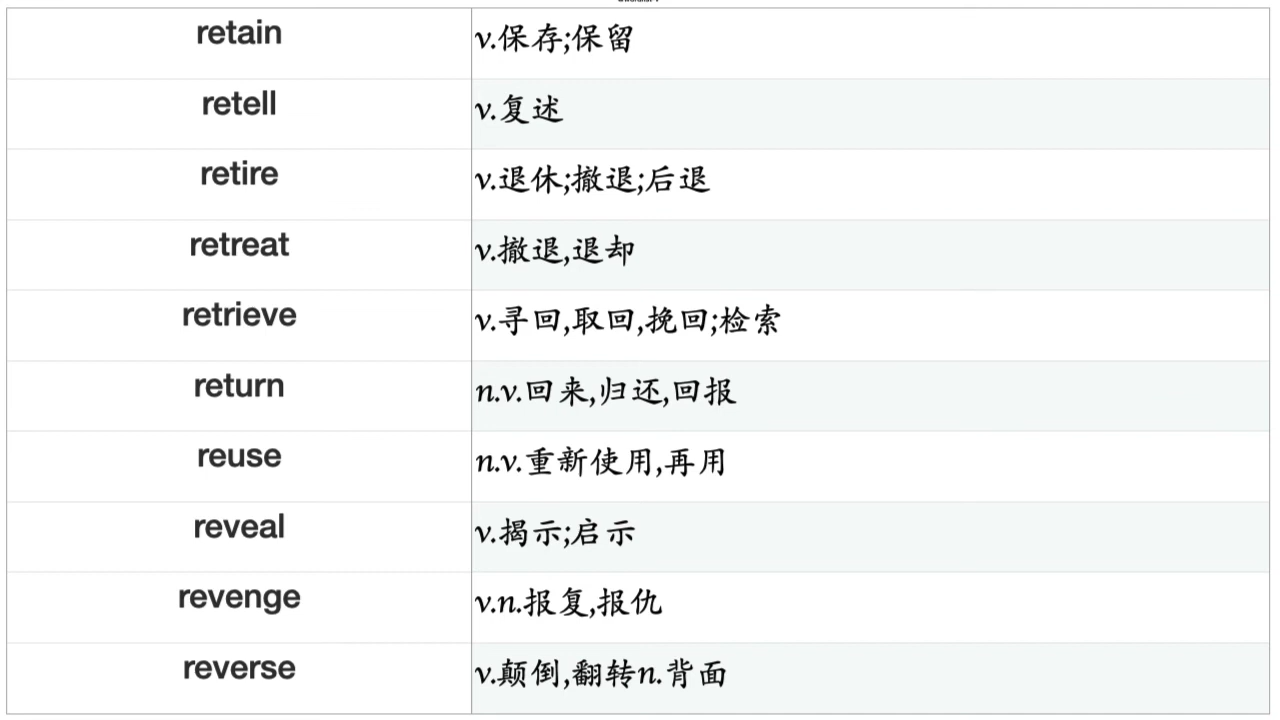 retain v.保存;保留
retell v.复述
retire v.退休;撤退;后退
retreat v.撤退,退却
retrieve v.寻回,取回,挽回;检索
return n.v.回来,归还,回报
reuse n.v.重新使用,再用
reveal v.揭示;启示
revenge v.n.报复,报仇
reverse v.颠倒,翻转n.背面